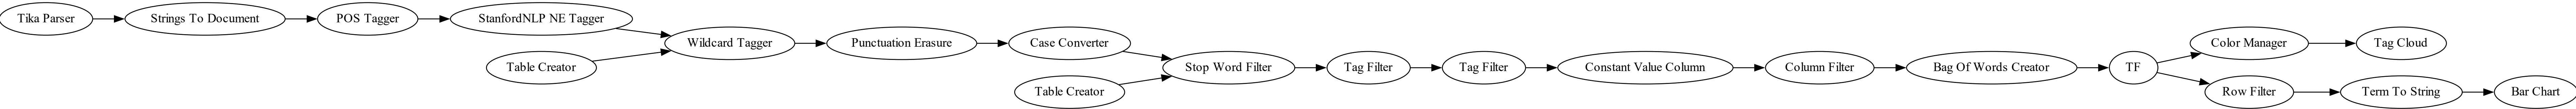 Tika Parser
Strings To Document
POS Tagger
StanfordNLP NE Tagger
Table Creator
Wildcard Tagger
Punctuation Erasure
Case Converter
Table Creator
Stop Word Filter
Tag Filter
Tag Filter
Constant Value Column
Column Filter
Bag Of Words Creator
TF
Color Manager
Tag Cloud
Row Filter
Term To String
Bar Chart